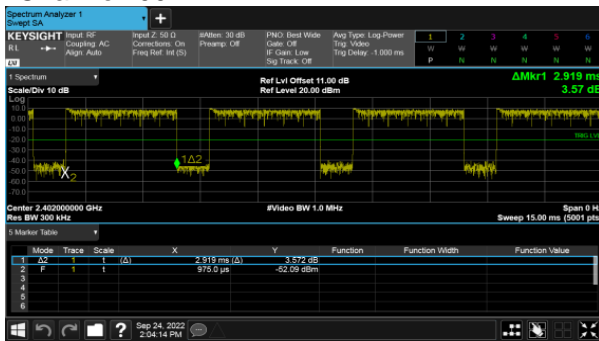 Spectrum Analyzer 1
Swept SA
KEYSIGHT Input: RF Input Z: 50 Ω #Atten: 30 dB PNO: Best Wide Avg Type: Log-Power 1 2 3 4 5 6
RL Coupling: AC Corrections: On Preamp: Off Gate: Off Trig: Video W W W W W W
Align: Auto Freq Ref: Int (S) IF Gain: Low Trig Delay: -1.000 ms P N N N N N
Sig Track: Off
1 Spectrum Ref Lvl Offset 11.00 dB ΔMkr1 2.919 ms
Scale/Div 10 dB Ref Level 20.00 dBm 3.57 dB
Log
10.0
0.00
-10.0
-20.0 TRIG LVL
-30.0
-40.0 1Δ2
-50.0 X2
-60.0
-70.0
Center 2.402000000 GHz #Video BW 1.0 MHz Span 0 Hz
Res BW 300 kHz Sweep 15.00 ms (5001 pts)
5 Marker Table
Mode Trace Scale X Y Function Function Width Function Value
1 Δ2 1 t (Δ) 2.919 ms (Δ) 3.572 dB
2 F 1 t 975.0 µs -52.09 dBm
3
4
5
6
? Sep 24, 2022
2:04:14 PM